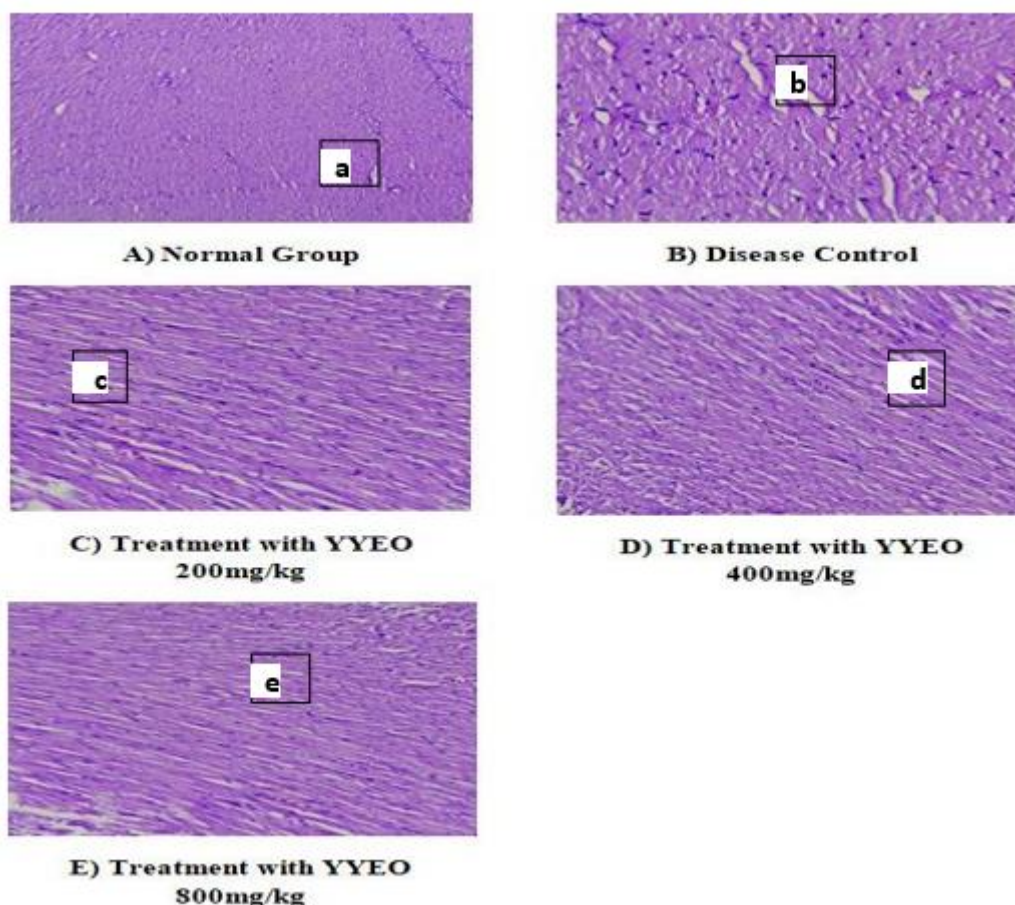 a
b
A) Normal Group
B) Disease Control
c
d
C) Treatment with YYEO
200mg/kg
D) Treatment with YYEO
400mg/kg
e
E) Treatment with YYEO
800mg/kg